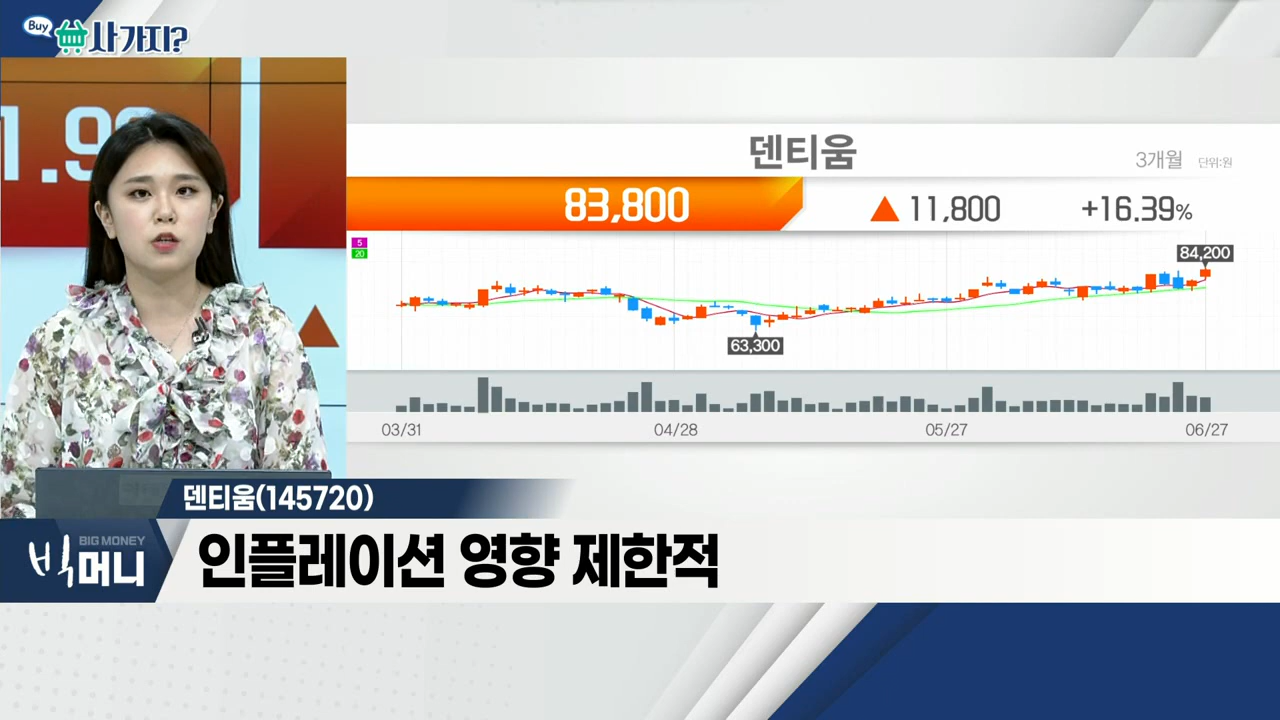 Buy
사가지?
1.9
덴티움
3개월 단위:원
83,800 ▲ 11,800 +16.39%
5
20
84,200
63,300
03/31 04/28 05/27 06/27
덴티움(145720)
BIG MONEY
빅머니
인플레이션 영향 제한적